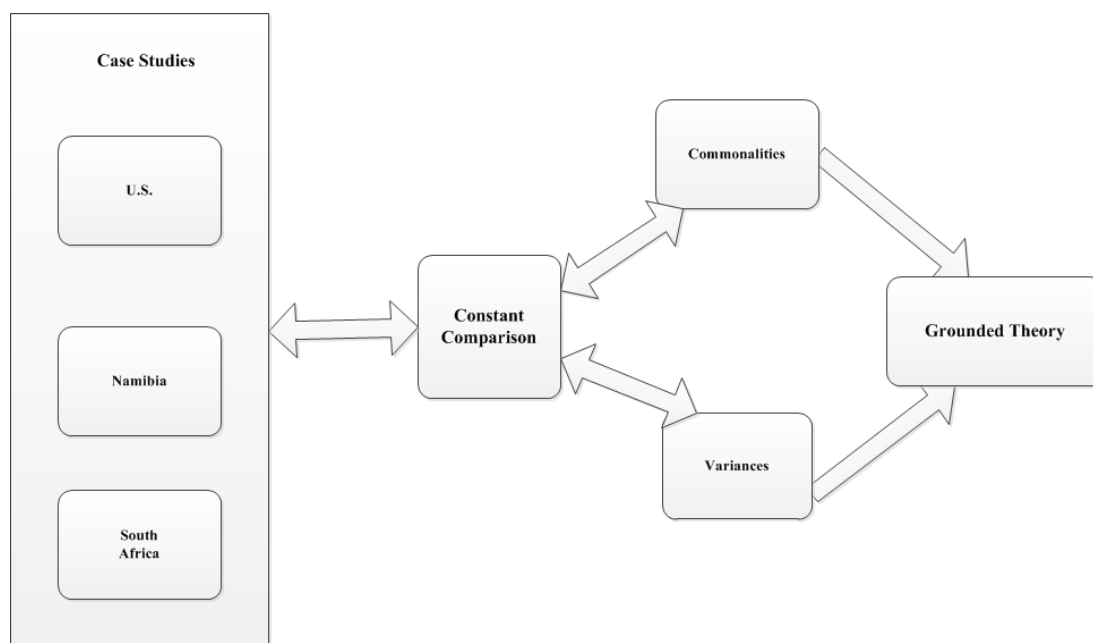 Case Studies
U.S.
Namibia
South
Africa
Constant
Comparison
Commonalities
Variances
Grounded Theory